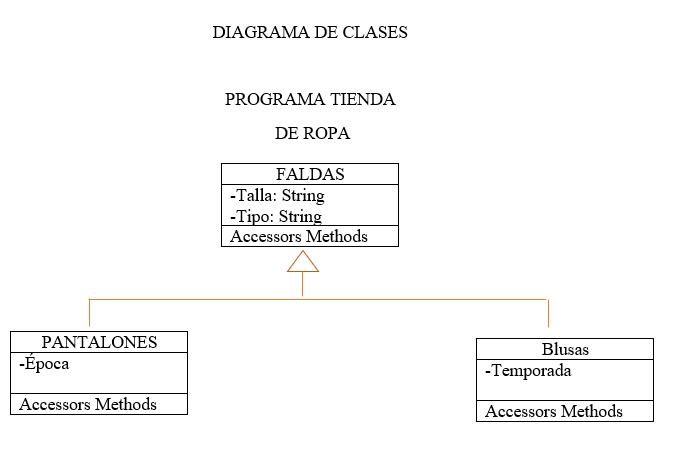 DIAGRAMA DE CLASES
PROGRAMA TIENDA
DE ROPA
FALDAS
-Talla: String
-Tipo: String
Accessors Methods
PANTALONES
-Época
Accessors Methods
Blusas
-Temporada
Accessors Methods